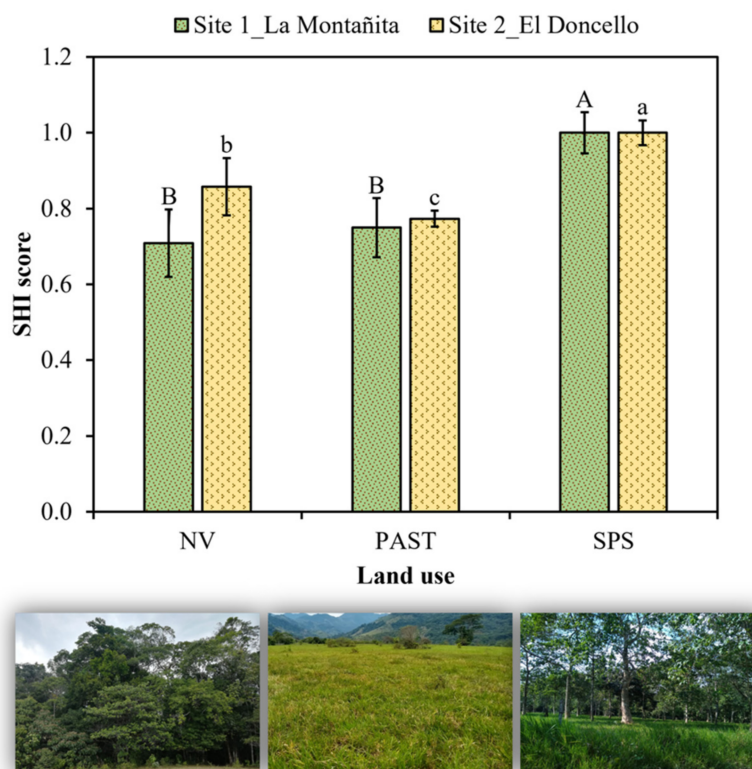 Site 1_La Montañita Site 2_El Doncello
1.2
1.0
0.8
0.6
0.4
0.2
0.0
SHI score
B b B c A a
NV PAST SPS
Land use